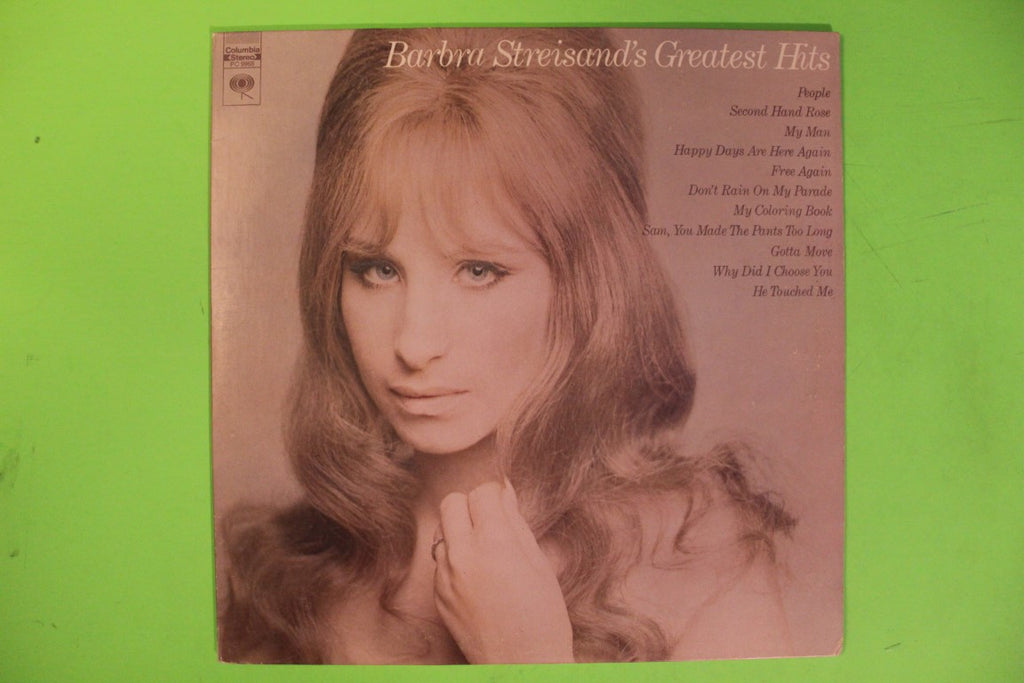 Columbia
Stereo
PC 9968
Barbra Streisand's Greatest Hits
People
Second Hand Rose
My Man
Happy Days Are Here Again
Free Again
Don't Rain On My Parade
My Coloring Book
Sam, You Made The Pants Too Long
Gotta Move
Why Did I Choose You
He Touched Me